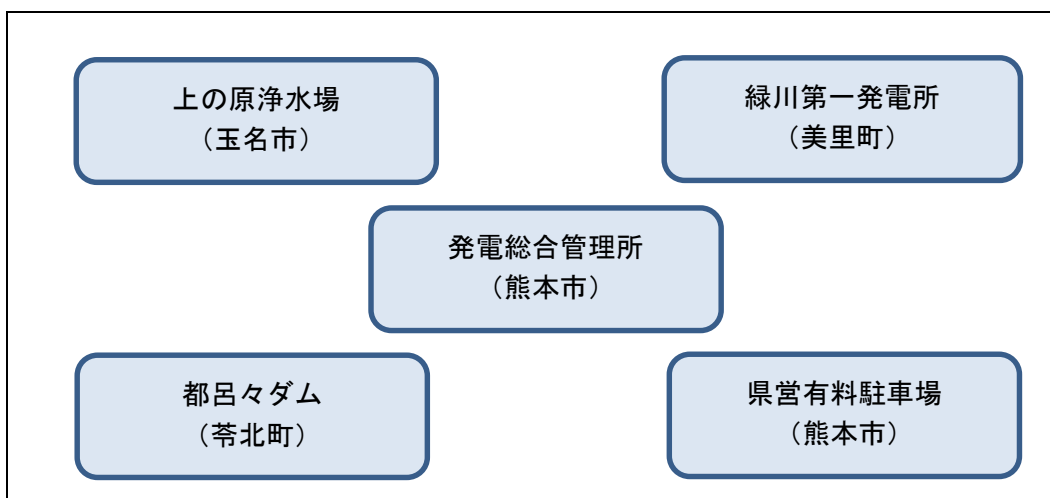 上の原浄水場
（玉名市）
緑川第一発電所
（美里町）
発電総合管理所
（熊本市）
都呂々ダム
（苓北町）
県営有料駐車場
（熊本市）